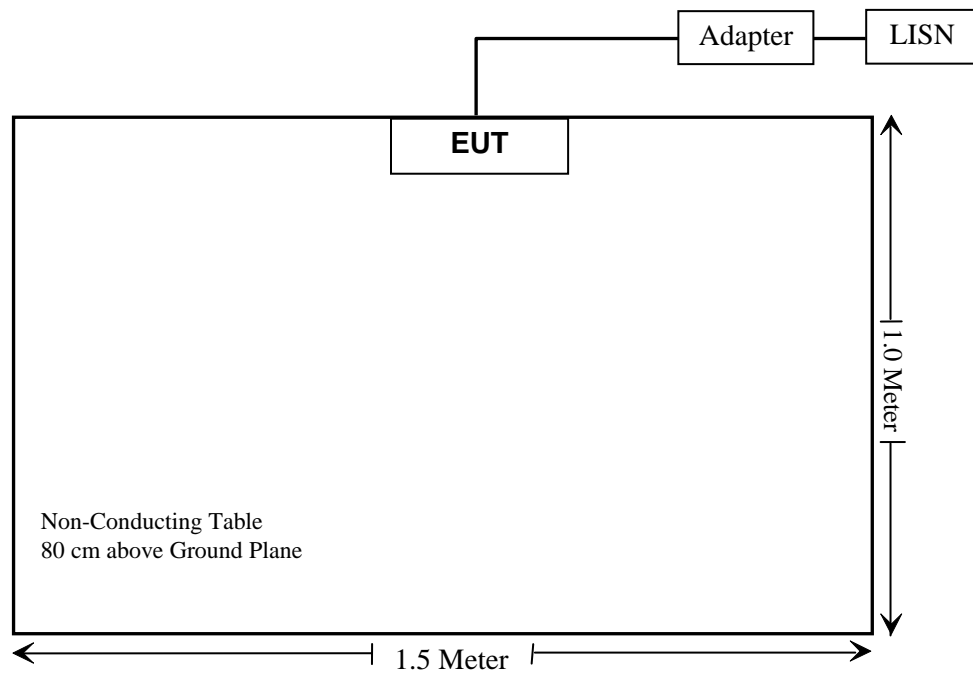 Adapter
LISN
EUT
1.0 Meter
Non-Conducting Table
80 cm above Ground Plane
1.5 Meter